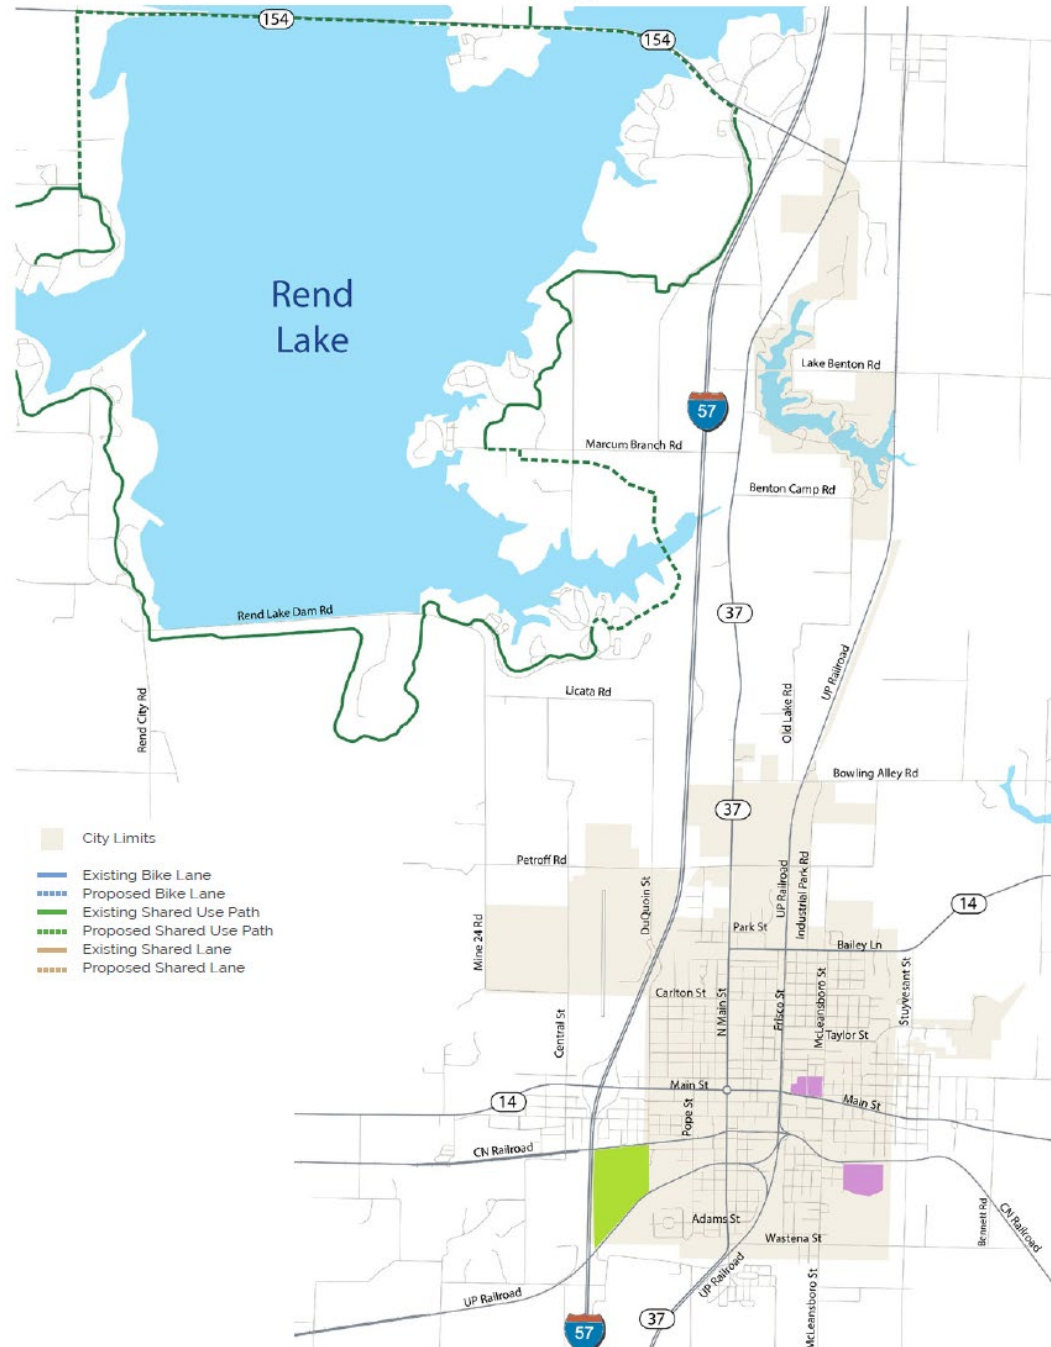 154
154
Rend
Lake
Lake Benton Rd
57
Marcum Branch Rd
Benton Camp Rd
Rend Lake Dam Rd
37
UP Railroad
Old Lake Rd
Rend City Rd
Licata Rd
Bowling Alley Rd
37
City Limits
Existing Bike Lane
Proposed Bike Lane
Existing Shared Use Path
Proposed Shared Use Path
Existing Shared Lane
Proposed Shared Lane
Petroff Rd
DuQuoin St
UP Railroad
Industrial Park Rd
14
Mine 24 Rd
Park St
Bailey Ln
Carlton St
N Main St
Frisco St
McLeansboro St
Stuyvesant St
Taylor St
Central St
Main St
14
Pope St
Main St
CN Railroad
Adams St
Wastena St
Bennett Rd
CN Railroad
UP Railroad
UP Railroad
McLeansboro St
37
57